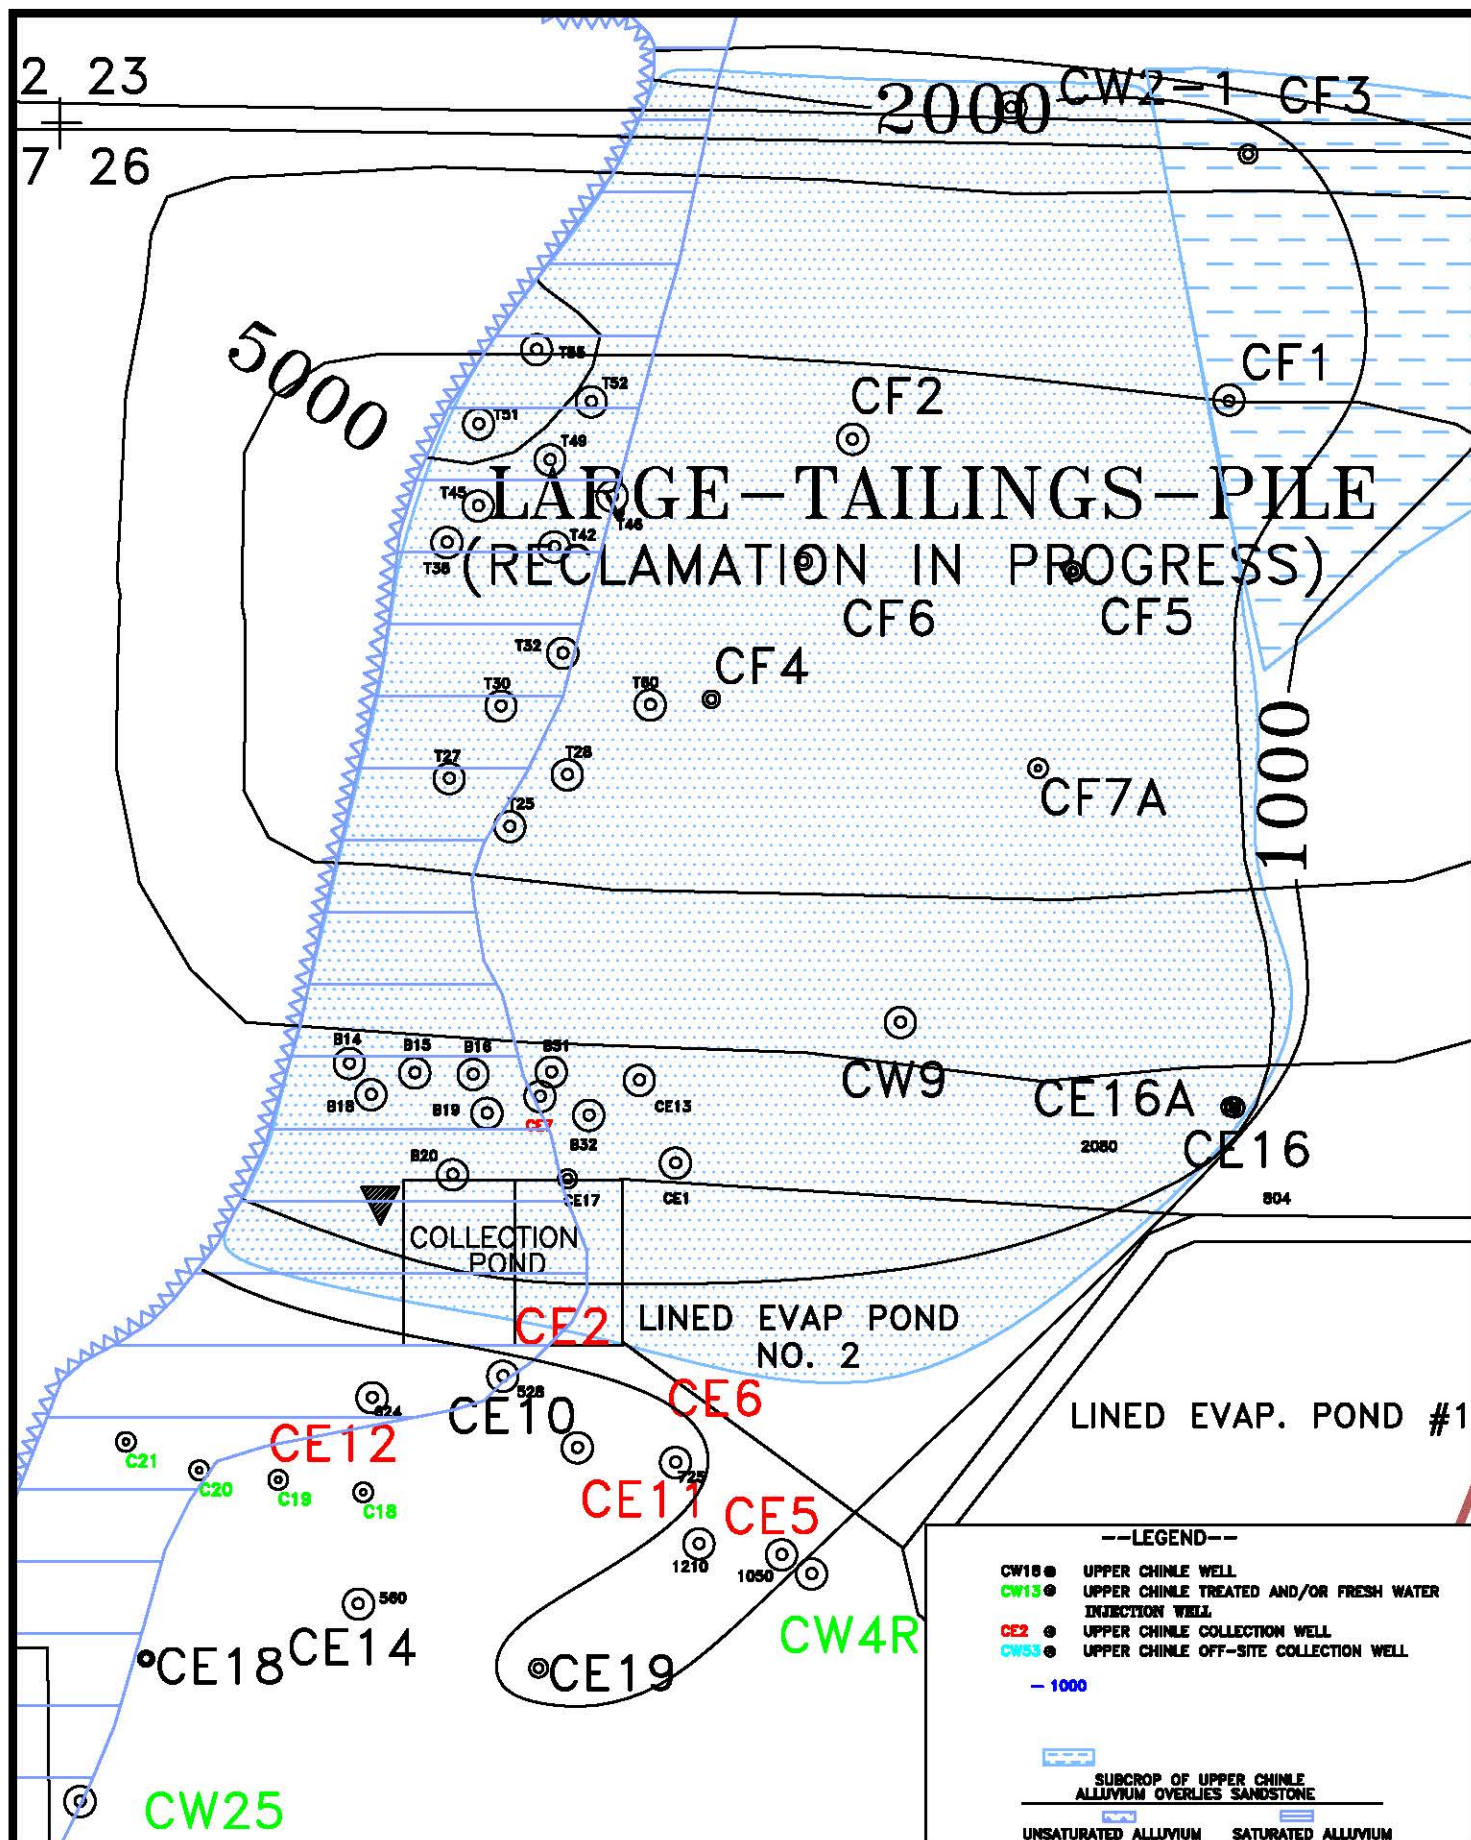 2 23
7 26
2000
CW2-1
CF3
5000
T55
T52
T51
T49
CF2
CF1
LARGE-TAILINGS-PILE
T45
T46
T42
T38
(RECLAMATION IN PROGRESS)
CF6
CF5
T32
CF4
T30
T27
T28
T25
CF7A
1000
B14
B15
B16
B31
CW9
CE16A
B19
CE13
CE7
B32
2080
CE16
B20
CE17
CE1
804
COLLECTION
POND
CE2
LINED EVAP POND
NO. 2
528
CE6
624
CE10
LINED EVAP. POND #1
CE12
C21
C20
C19
C18
725
CE11
CE5
1210
1050
560
CW4R
CE18
CE14
CE19
CW25
--LEGEND--
CW18 UPPER CHINLE WELL
CW13 UPPER CHINLE TREATED AND/OR FRESH WATER
INJECTION WELL
CE2 UPPER CHINLE COLLECTION WELL
CW53 UPPER CHINLE OFF-SITE COLLECTION WELL
– 1000
SUBCROP OF UPPER CHINLE
ALLUVIUM OVERLIES SANDSTONE
UNSATURATED ALLUVIUM SATURATED ALLUVIUM